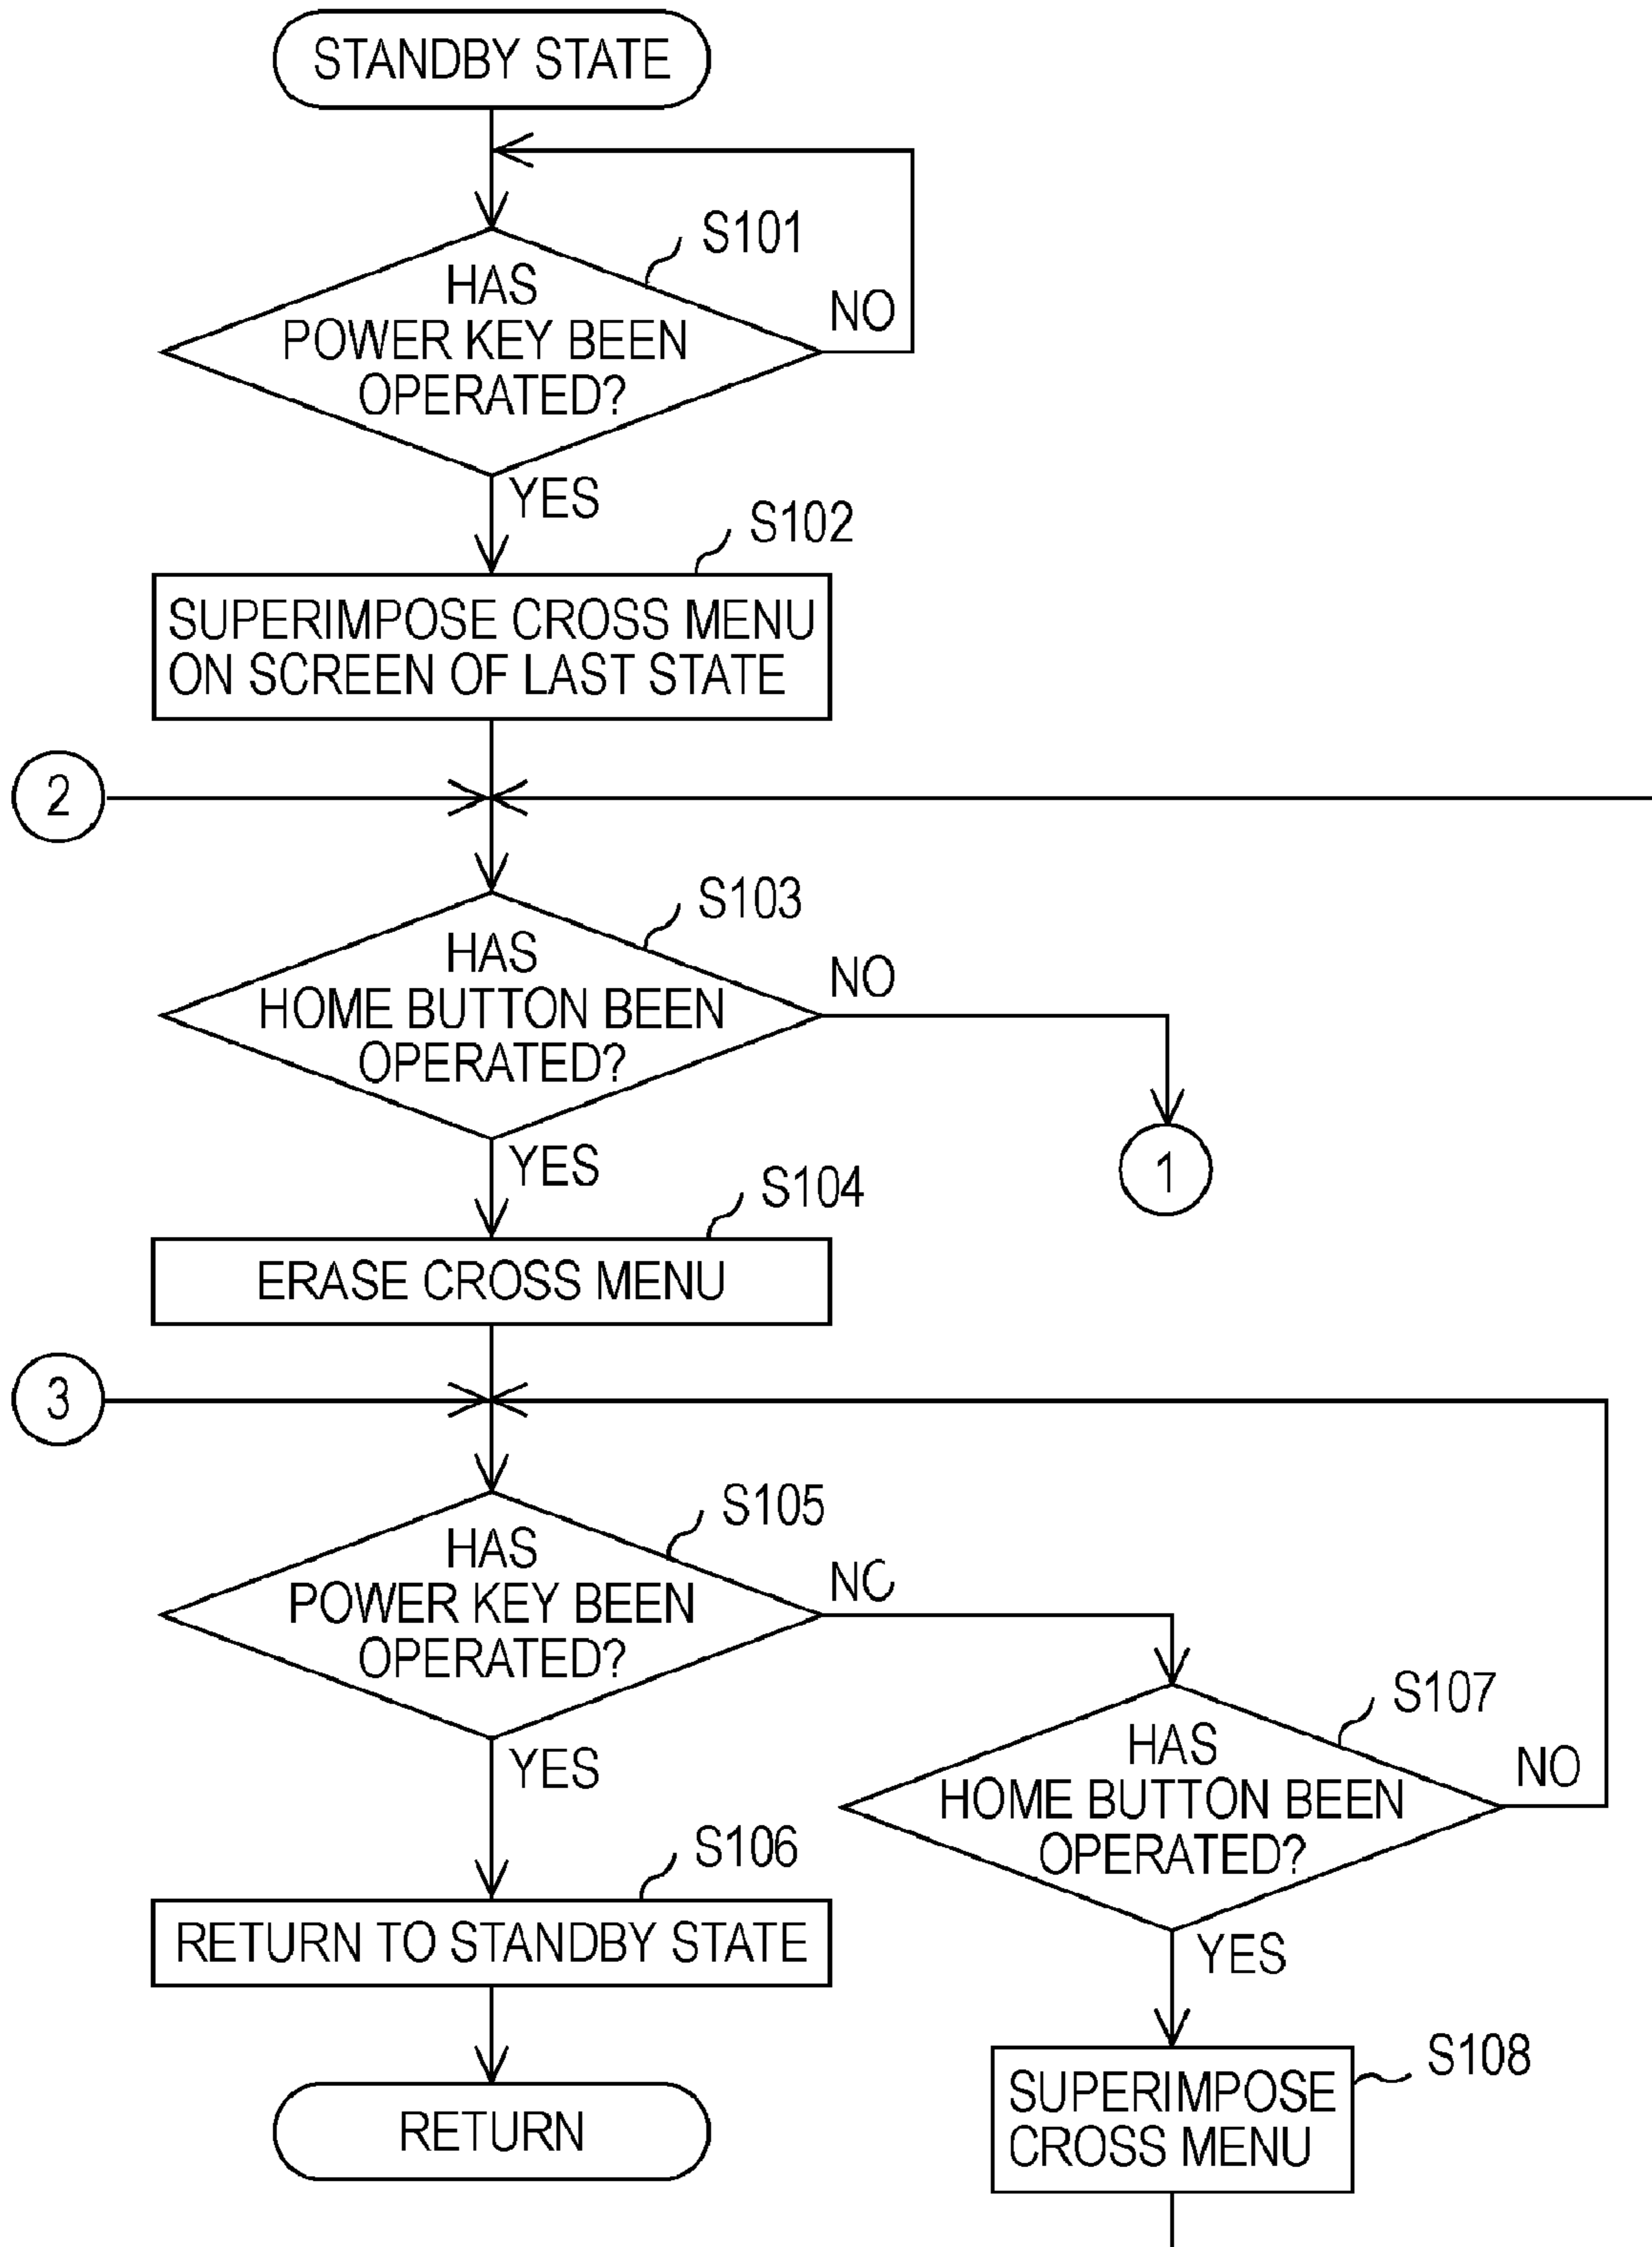 STANDBY STATE
S101
HAS
POWER KEY BEEN
OPERATED?
NO
YES
S102
SUPERIMPOSE CROSS MENU
ON SCREEN OF LAST STATE
2
S103
HAS
HOME BUTTON BEEN
OPERATED?
NO
1
YES
S104
ERASE CROSS MENU
3
S105
HAS
POWER KEY BEEN
OPERATED?
NO
S107
HAS
HOME BUTTON BEEN
OPERATED?
NO
YES
S106
RETURN TO STANDBY STATE
YES
RETURN
S108
SUPERIMPOSE
CROSS MENU